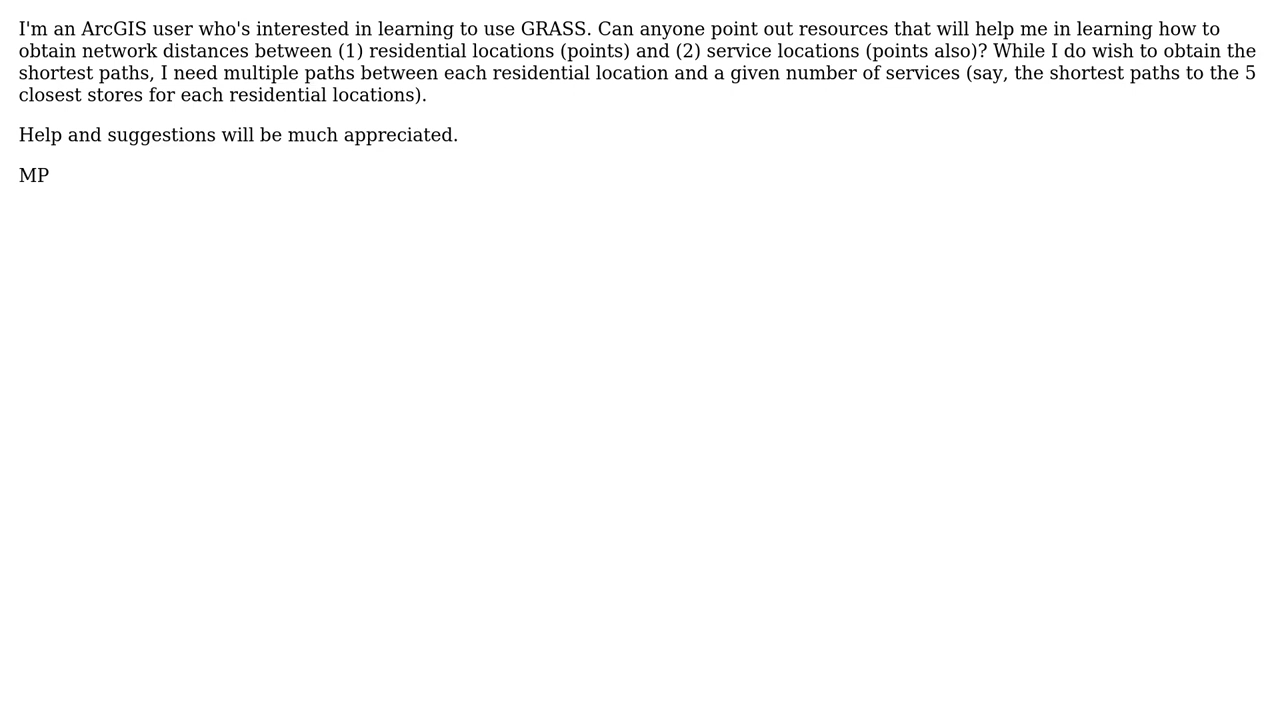 I'm an ArcGIS user who's interested in learning to use GRASS. Can anyone point out resources that will help me in learning how to
obtain network distances between (1) residential locations (points) and (2) service locations (points also)? While I do wish to obtain the
shortest paths, I need multiple paths between each residential location and a given number of services (say, the shortest paths to the 5
closest stores for each residential locations).
Help and suggestions will be much appreciated.
MP